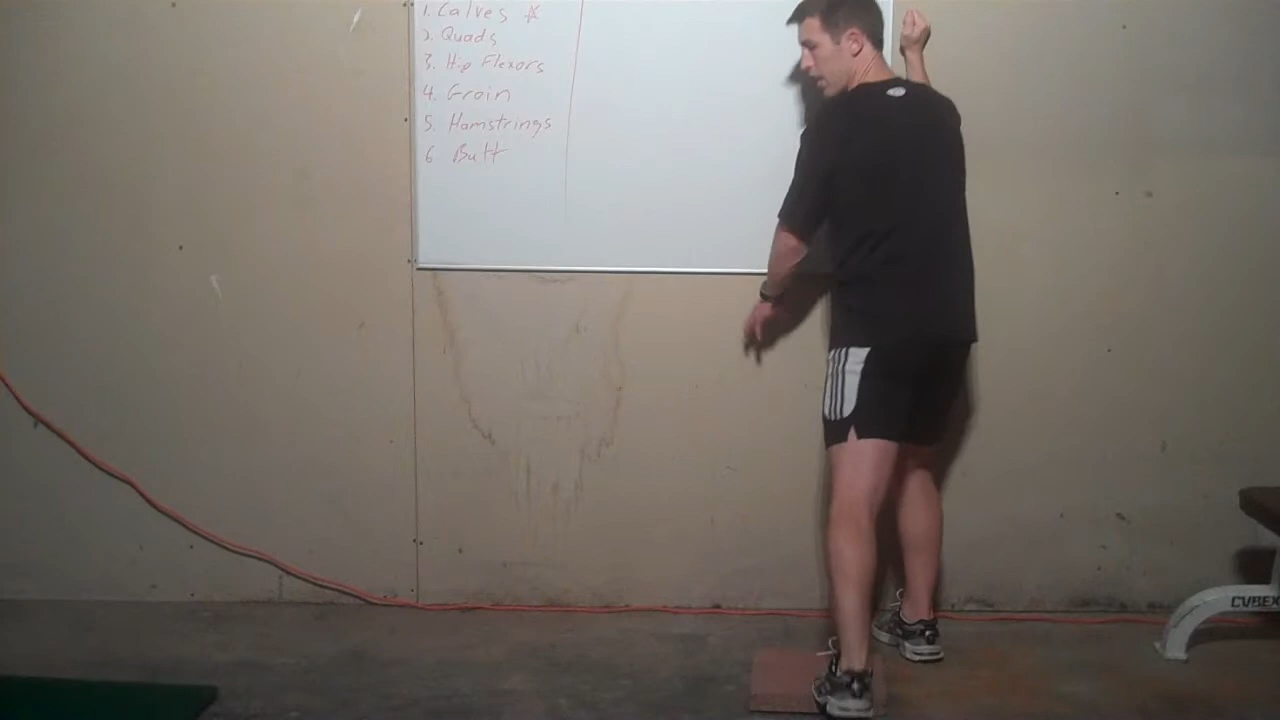 1. Calves ☆
2. Quads
3. Hip Flexors
4. Groin
5. Hamstrings
6 Butt
CYBEX